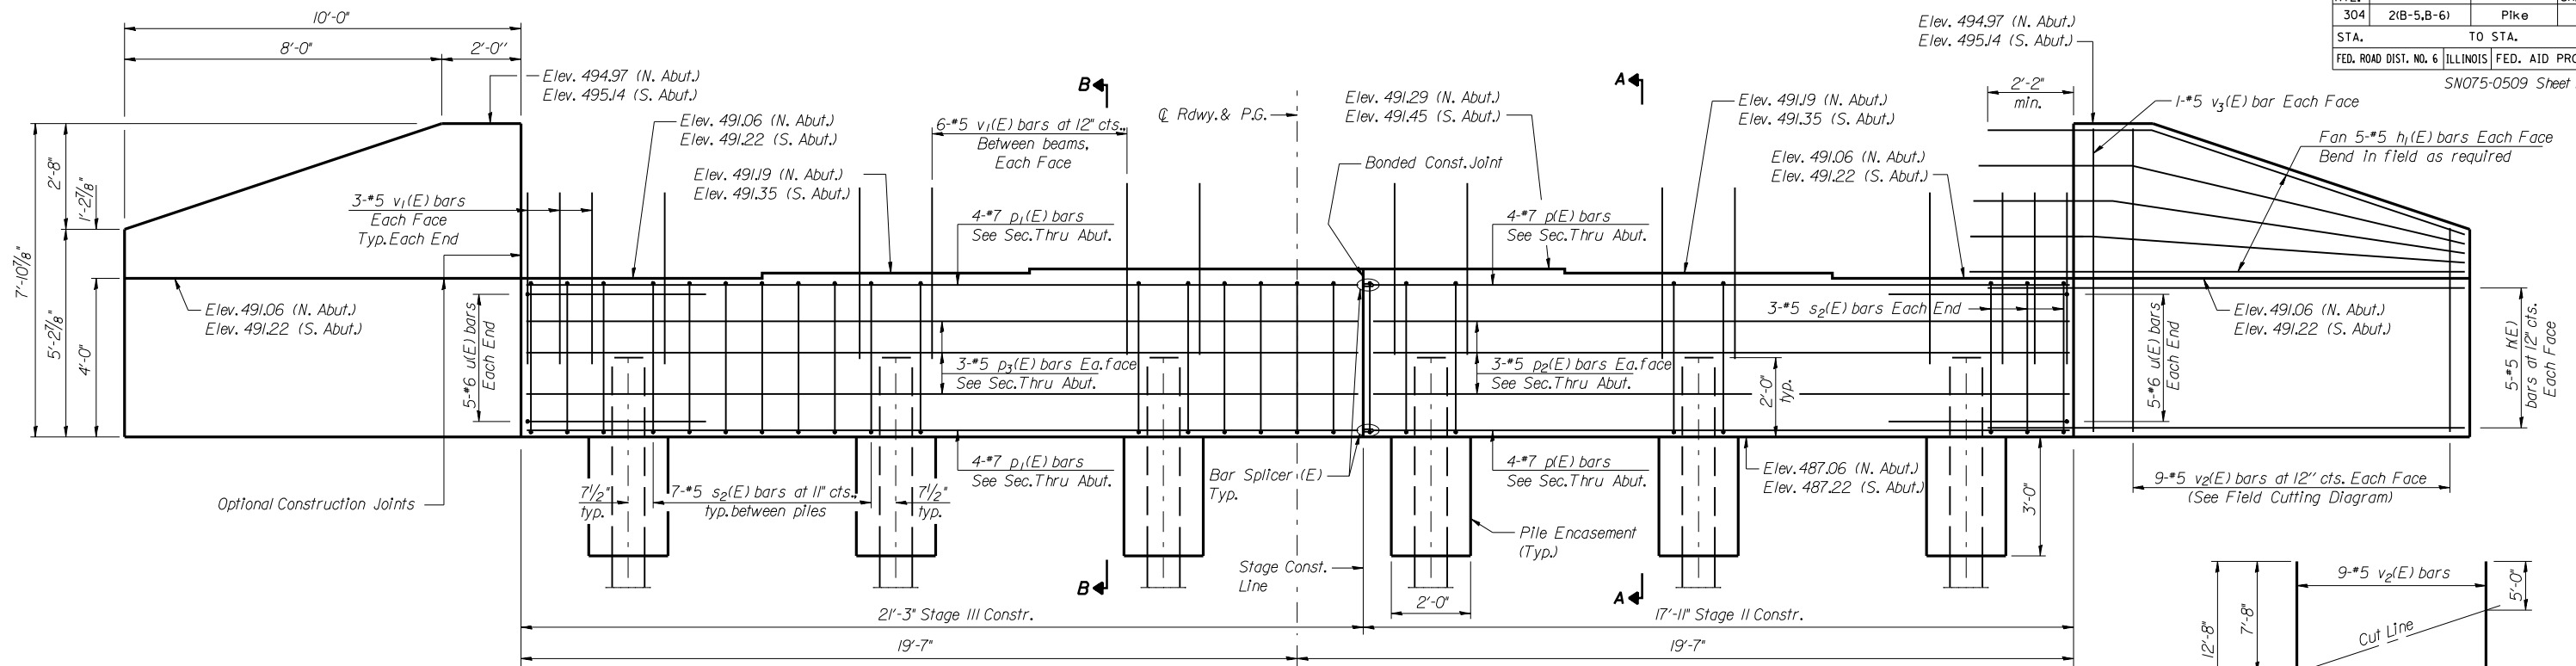 304 2(B-5,B-6) Pike
STA. TO STA.
FED. ROAD DIST. NO. 6 ILLINOIS FED. AID PRO
SN075-0509 Sheet
10'-0"
8'-0" 2'-0"
Elev. 494.97 (N. Abut.)
Elev. 495.14 (S. Abut.)
Elev. 491.06 (N. Abut.)
Elev. 491.22 (S. Abut.)
Elev. 491.19 (N. Abut.)
Elev. 491.35 (S. Abut.)
B
6-#5 v1(E) bars at 12" cts.,
Between beams,
Each Face
℄ Rdwy. & P.G.
Elev. 491.29 (N. Abut.)
Elev. 491.45 (S. Abut.)
Bonded Const. Joint
A
Elev. 491.19 (N. Abut.)
Elev. 491.35 (S. Abut.)
Elev. 494.97 (N. Abut.)
Elev. 495.14 (S. Abut.)
Elev. 491.06 (N. Abut.)
Elev. 491.22 (S. Abut.)
2'-2"
min.
1-#5 v3(E) bar Each Face
Fan 5-#5 h1(E) bars Each Face
Bend in field as required
7'-10 7/8"
2'-8"
1'-2 7/8"
5'-2 7/8"
4'-0"
3-#5 v1(E) bars
Each Face
Typ. Each End
4-#7 p1(E) bars
See Sec. Thru Abut.
4-#7 p(E) bars
See Sec. Thru Abut.
Elev. 491.06 (N. Abut.)
Elev. 491.22 (S. Abut.)
5-#6 u(E) bars
Each End
3-#5 p3(E) bars Ea. face
See Sec. Thru Abut.
3-#5 p2(E) bars Ea. face
See Sec. Thru Abut.
2'-0"
typ.
3-#5 s2(E) bars Each End
5-#6 u(E) bars
Each End
Elev. 491.06 (N. Abut.)
Elev. 491.22 (S. Abut.)
5-#5 h(E)
bars at 12" cts.
Each Face
Optional Construction Joints
7 1/2"
typ.
7-#5 s2(E) bars at 11" cts.,
typ. between piles
7 1/2"
typ.
4-#7 p1(E) bars
See Sec. Thru Abut.
Bar Splicer (E)
Typ.
4-#7 p(E) bars
See Sec. Thru Abut.
Elev. 487.06 (N. Abut.)
Elev. 487.22 (S. Abut.)
3'-0"
9-#5 v2(E) bars at 12" cts. Each Face
(See Field Cutting Diagram)
Pile Encasement
(Typ.)
Stage Const.
Line
B
2'-0"
A
21'-3" Stage III Constr.
17'-11" Stage II Constr.
19'-7"
19'-7"
9-#5 v2(E) bars
5'-0"
12'-8"
7'-8"
Cut Line